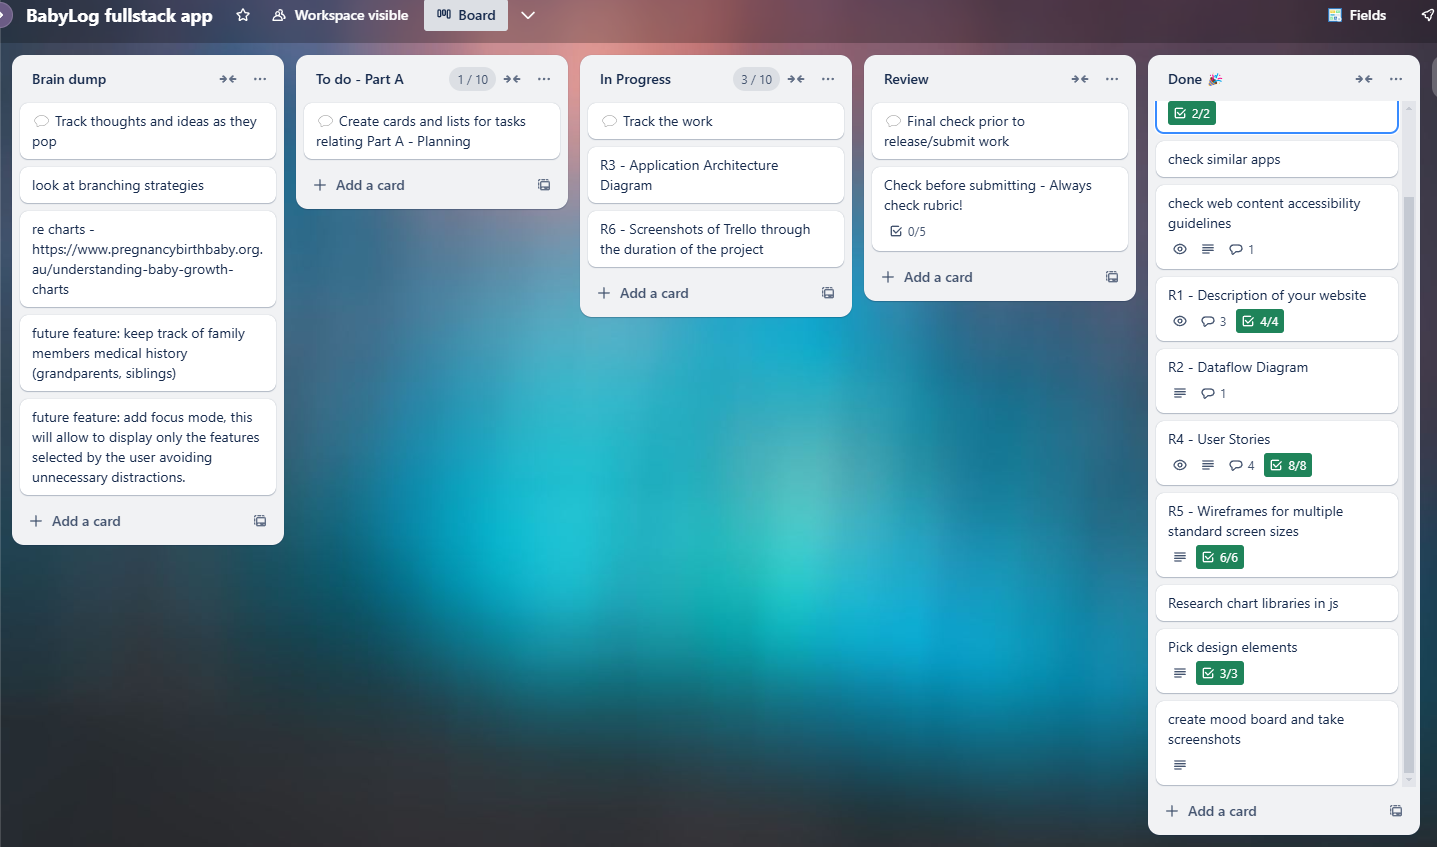 BabyLog fullstack app
Workspace visible
Board
Fields
Brain dump
Track thoughts and ideas as they
pop
look at branching strategies
re charts -
https://www.pregnancybirthbaby.org.
au/understanding-baby-growth-
charts
future feature: keep track of family
members medical history
(grandparents, siblings)
future feature: add focus mode, this
will allow to display only the features
selected by the user avoiding
unnecessary distractions.
Add a card
To do - Part A
1 / 10
Create cards and lists for tasks
relating Part A - Planning
Add a card
In Progress
3 / 10
Track the work
R3 - Application Architecture
Diagram
R6 - Screenshots of Trello through
the duration of the project
Add a card
Review
Final check prior to
release/submit work
Check before submitting - Always
check rubric!
0/5
Add a card
Done 🎉
2/2
check similar apps
check web content accessibility
guidelines
1
R1 - Description of your website
3 4/4
R2 - Dataflow Diagram
1
R4 - User Stories
4 8/8
R5 - Wireframes for multiple
standard screen sizes
6/6
Research chart libraries in js
Pick design elements
3/3
create mood board and take
screenshots
Add a card